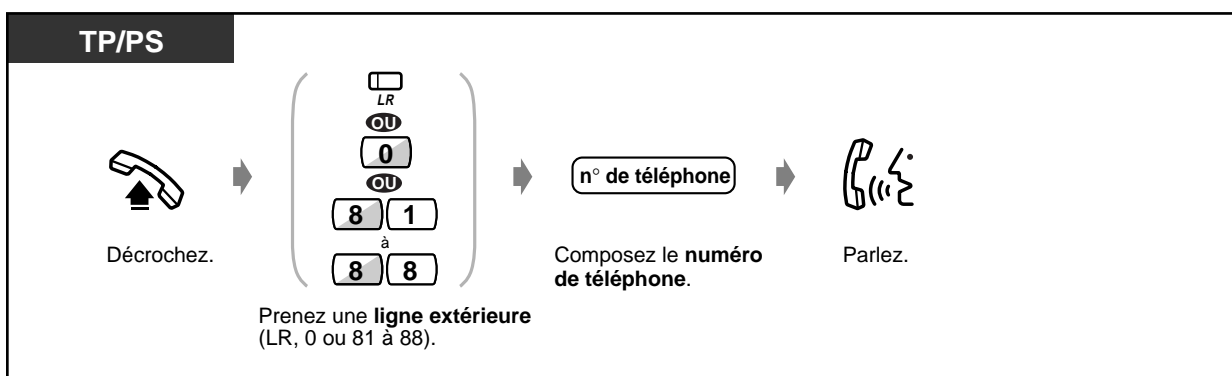 TP/PS
LR
OU
0
OU
8 1
à
8 8
n° de téléphone
Décrochez.
Prenez une ligne extérieure
(LR, 0 ou 81 à 88).
Composez le numéro
de téléphone.
Parlez.